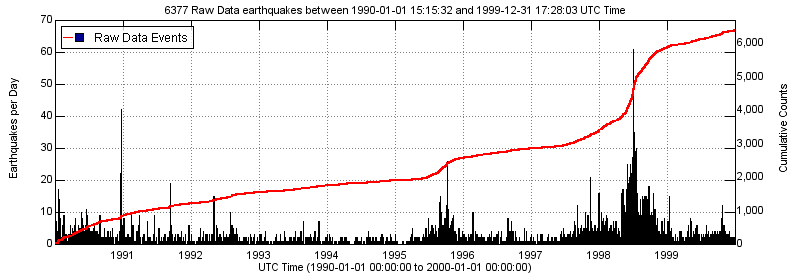 6377 Raw Data earthquakes between 1990-01-01 15:15:32 and 1999-12-31 17:28:03 UTC Time
Raw Data Events
Earthquakes per Day
70
60
50
40
30
20
10
0
6,000
5,000
4,000
3,000
2,000
1,000
0
Cumulative Counts
1991 1992 1993 1994 1995 1996 1997 1998 1999
UTC Time (1990-01-01 00:00:00 to 2000-01-01 00:00:00)